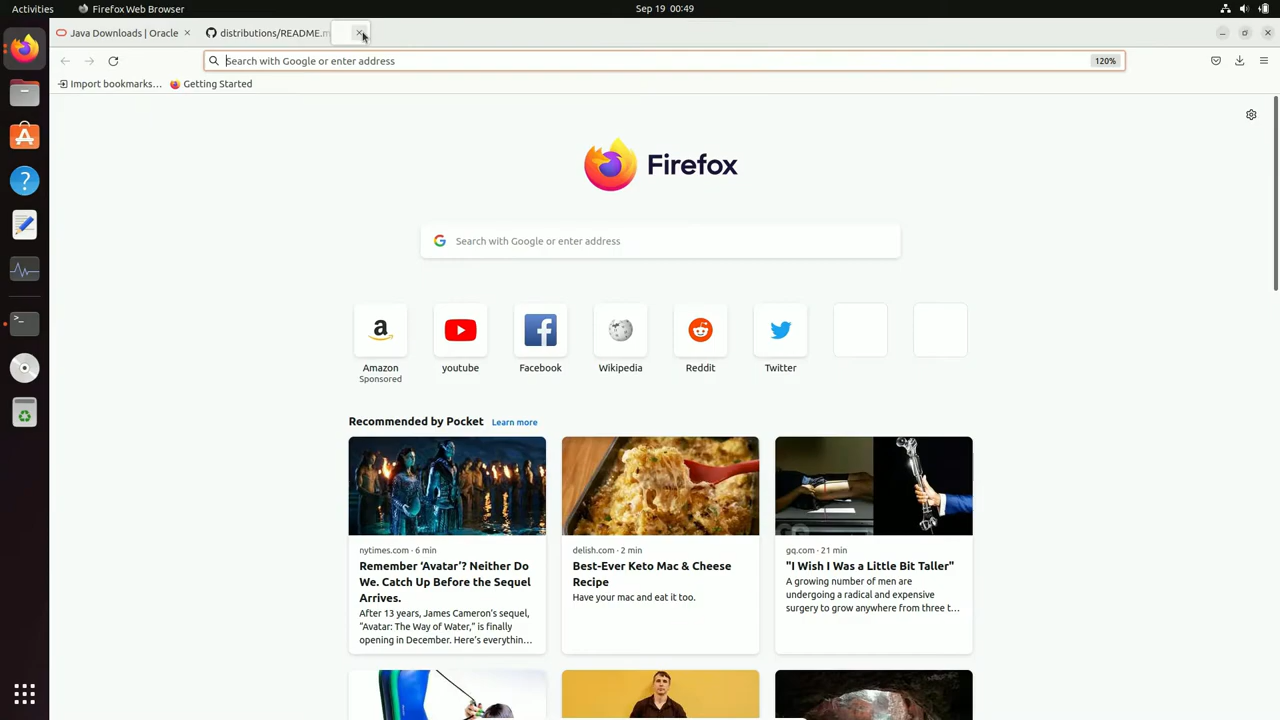 Activities
Firefox Web Browser
Sep 19 00:49
Java Downloads | Oracle
distributions/README.m
Search with Google or enter address
120%
Import bookmarks…
Getting Started
Firefox
Search with Google or enter address
a
Amazon
Sponsored
youtube
Facebook
Wikipedia
Reddit
Twitter
Recommended by Pocket
Learn more
nytimes.com · 6 min
Remember ‘Avatar’? Neither Do
We. Catch Up Before the Sequel
Arrives.
After 13 years, James Cameron's sequel,
“Avatar: The Way of Water,” is finally
opening in December. Here's everythin…
delish.com · 2 min
Best-Ever Keto Mac & Cheese
Recipe
Have your mac and eat it too.
gq.com · 21 min
"I Wish I Was a Little Bit Taller"
A growing number of men are
undergoing a radical and expensive
surgery to grow anywhere from three t…